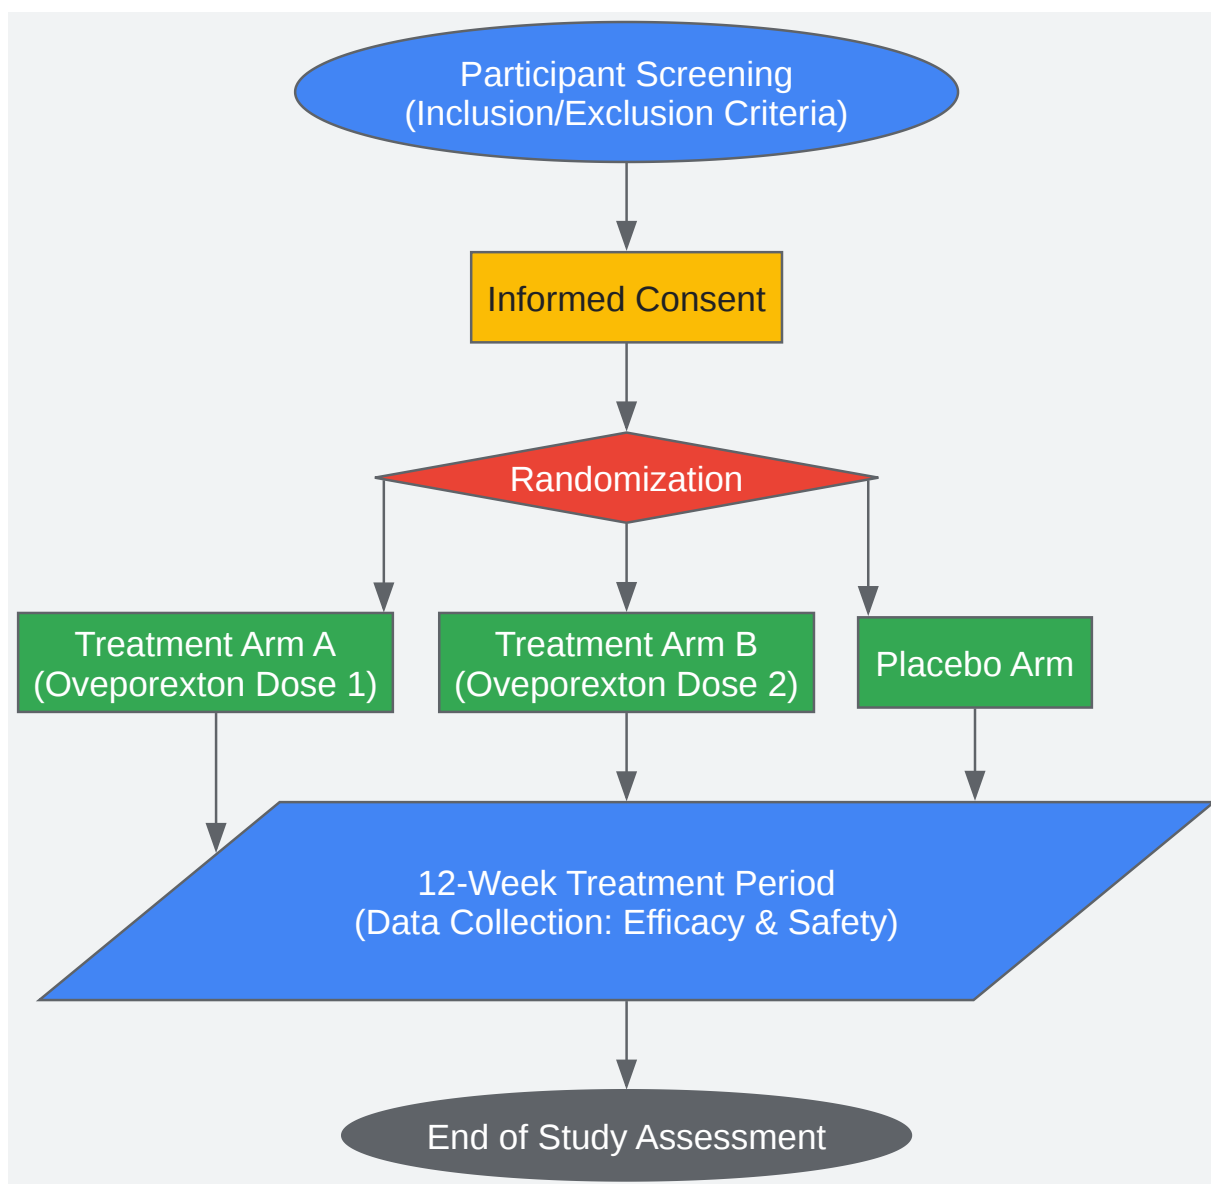 Participant Screening
(Inclusion/Exclusion Criteria)
Informed Consent
Randomization
Treatment Arm A
(Oveporexton Dose 1)
Treatment Arm B
(Oveporexton Dose 2)
Placebo Arm
12-Week Treatment Period
(Data Collection: Efficacy & Safety)
End of Study Assessment